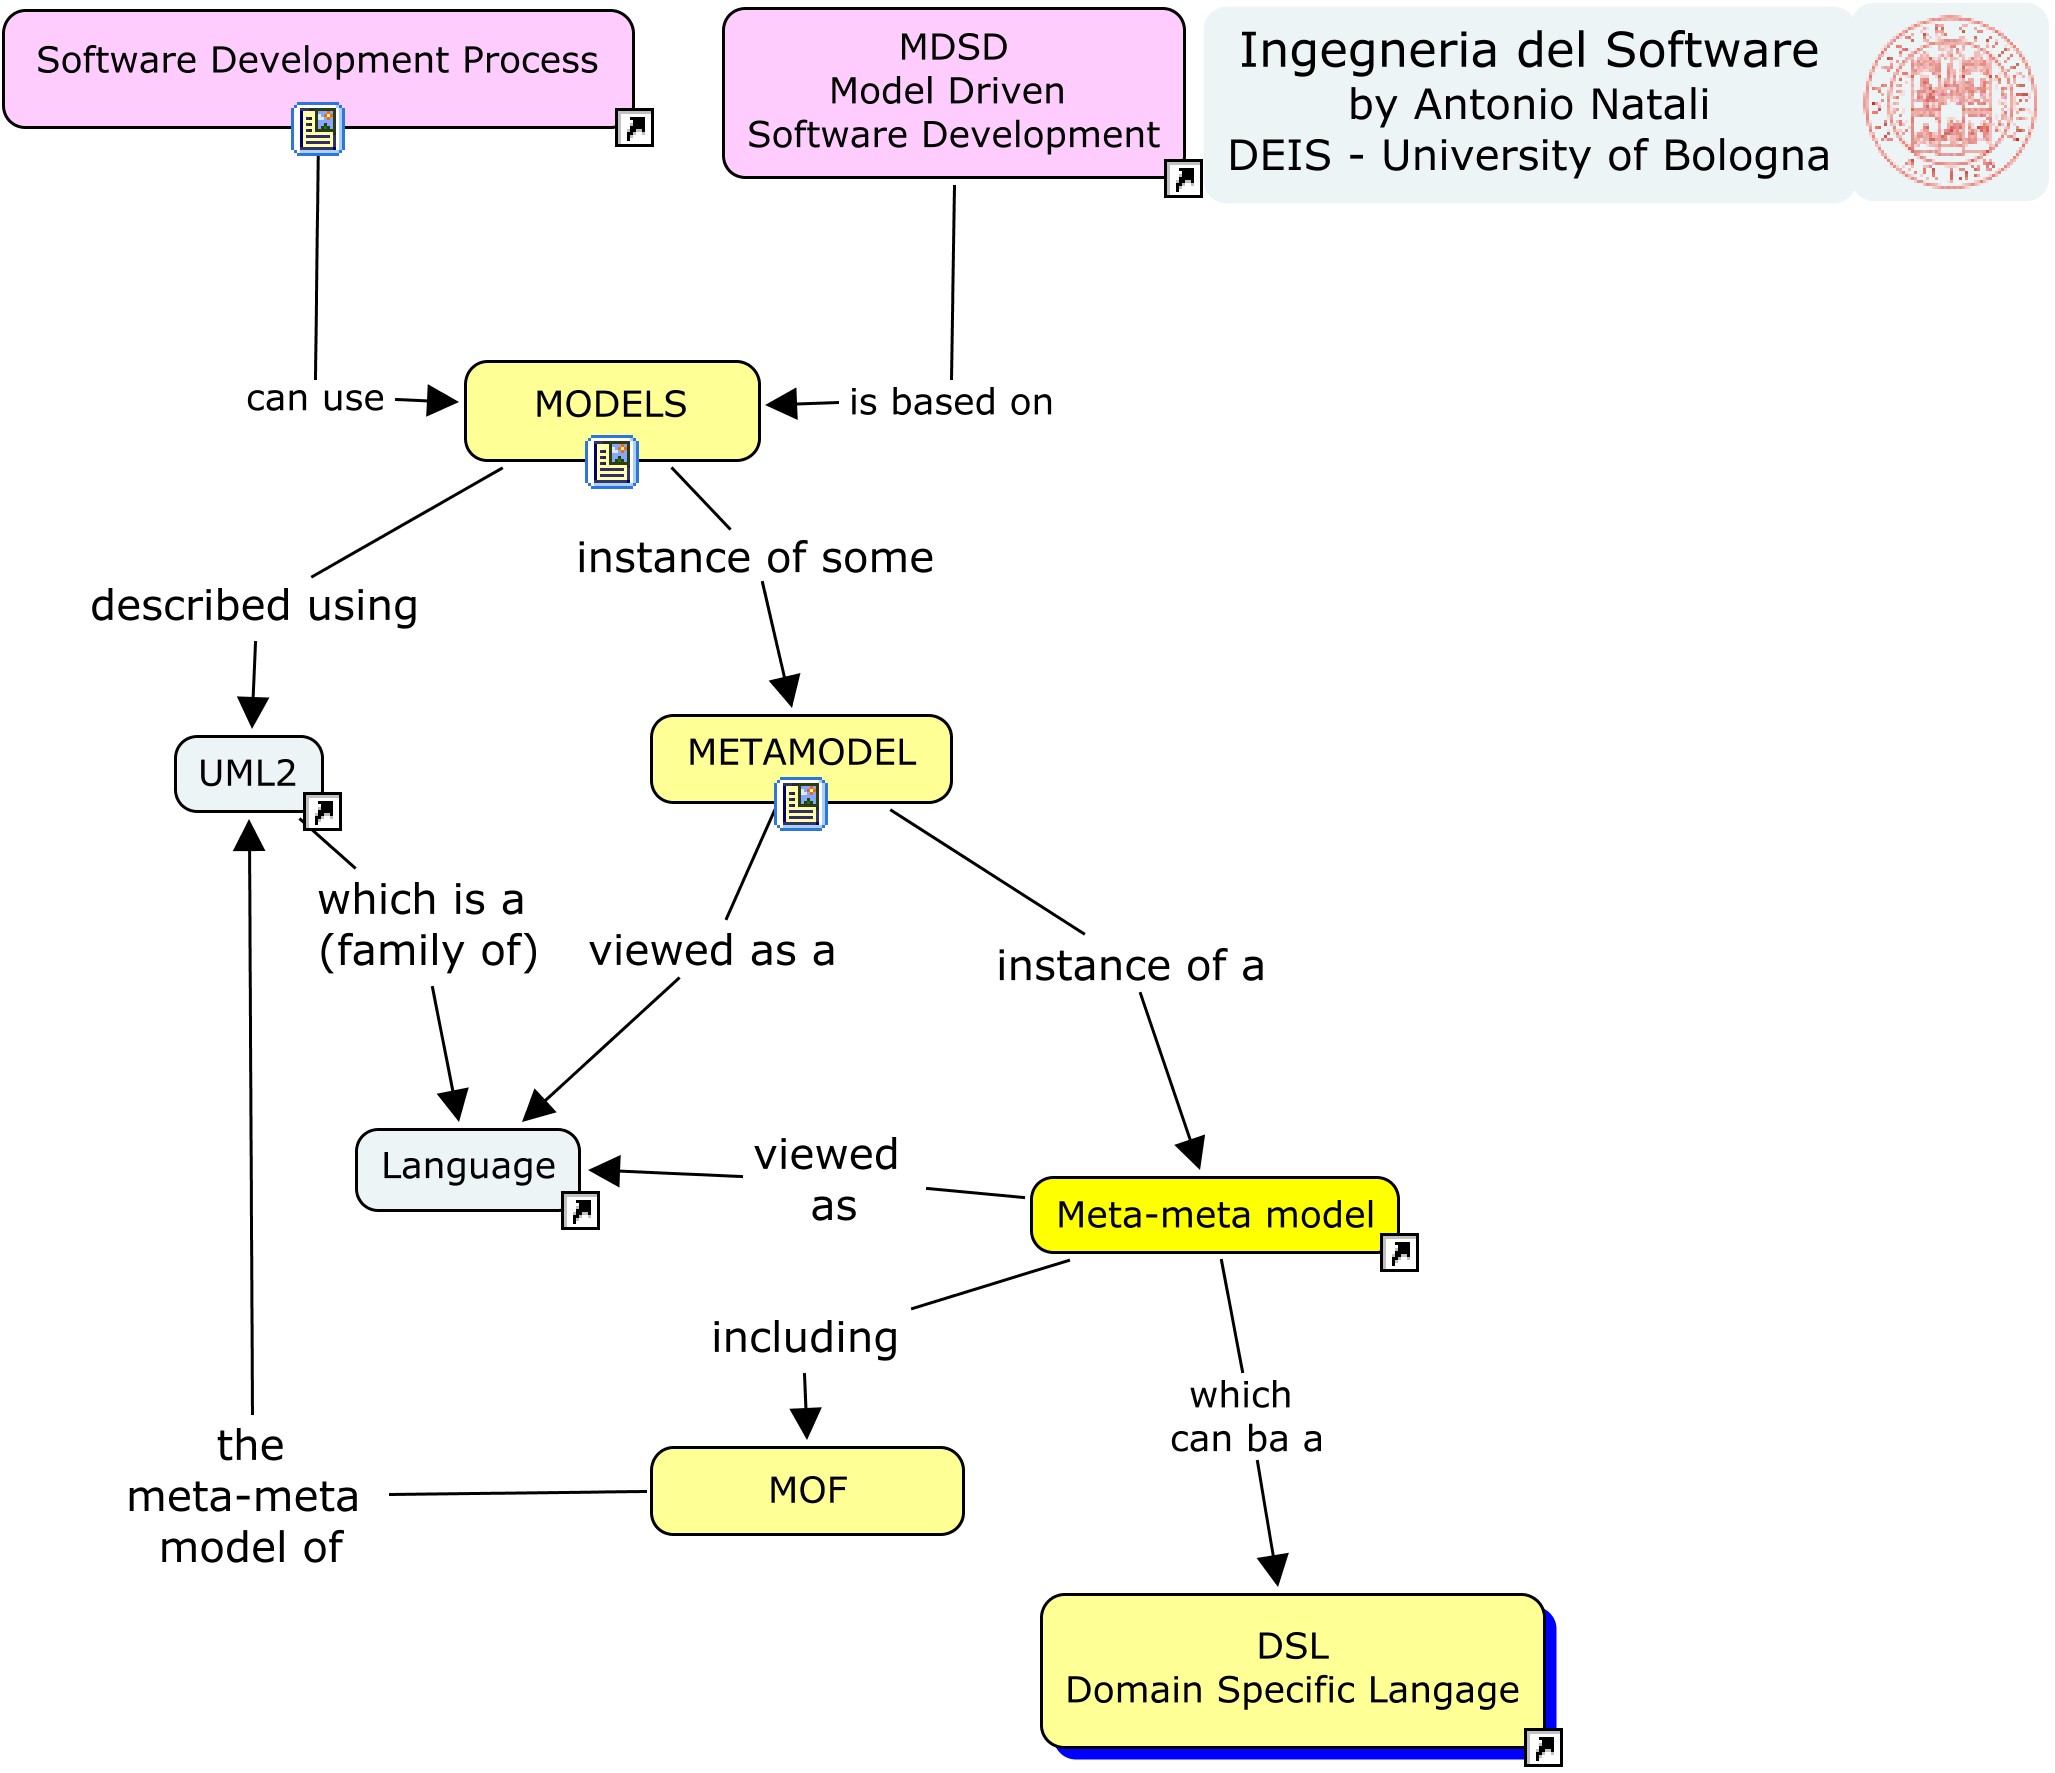 Software Development Process
MDSD
Model Driven
Software Development
Ingegneria del Software
by Antonio Natali
DEIS - University of Bologna
can use
MODELS
is based on
instance of some
described using
METAMODEL
UML2
which is a
(family of)
viewed as a
instance of a
Language
viewed
as
Meta-meta model
including
which
can ba a
the
meta-meta
model of
MOF
DSL
Domain Specific Langage